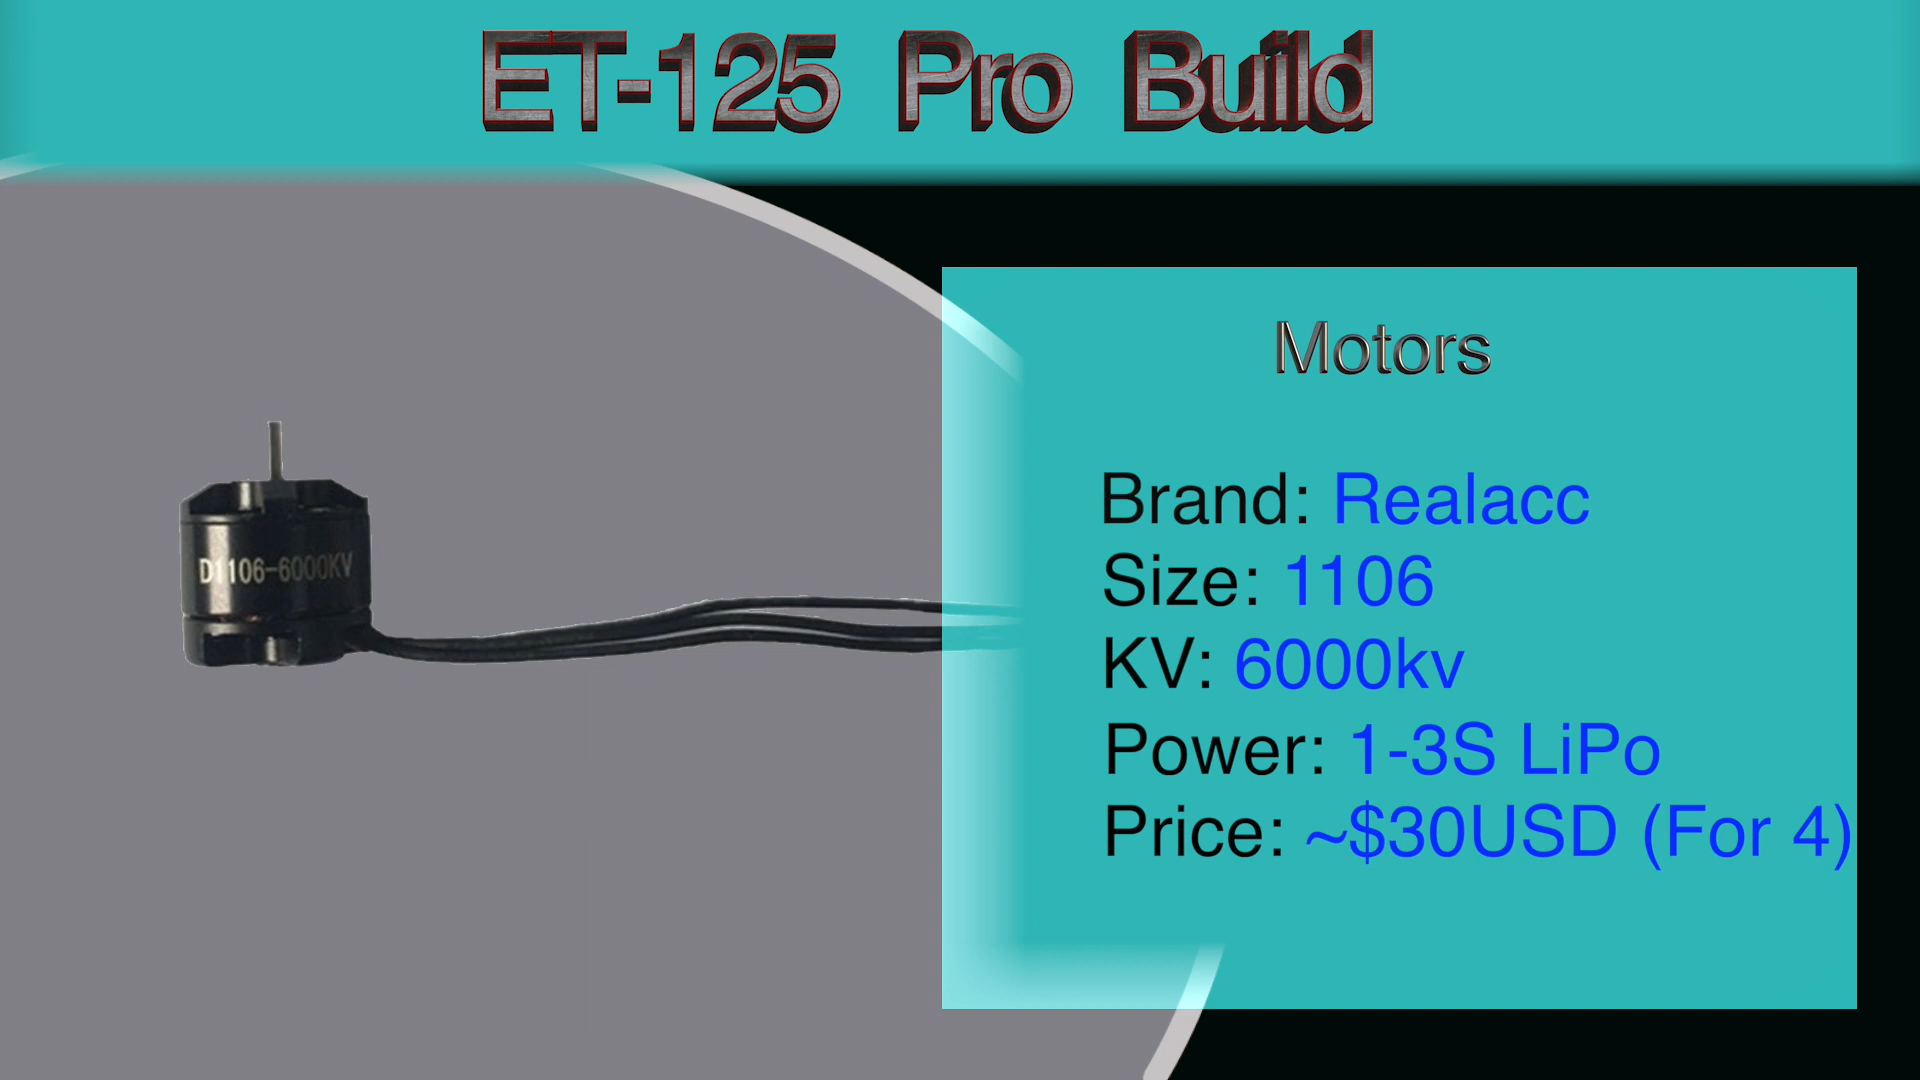 ET-125 Pro Build
Motors
D1106-6000KV
Brand: Realacc
Size: 1106
KV: 6000kv
Power: 1-3S LiPo
Price: ~$30USD (For 4)